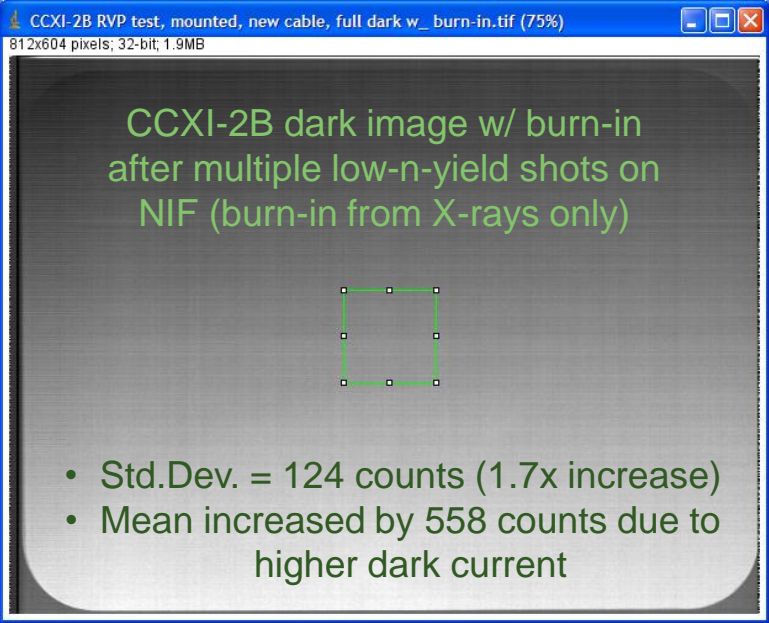 CCXI-2B RVP test, mounted, new cable, full dark w_ burn-in.tif (75%)
812x604 pixels; 32-bit; 1.9MB
CCXI-2B dark image w/ burn-in
after multiple low-n-yield shots on
NIF (burn-in from X-rays only)
• Std.Dev. = 124 counts (1.7x increase)
• Mean increased by 558 counts due to
higher dark current